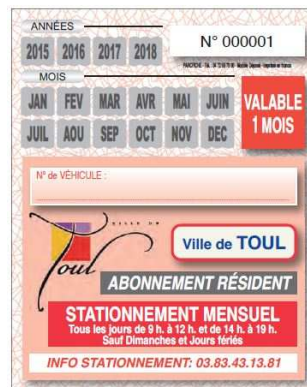 ANNÉES
2015 2016 2017 2018
N° 000001
MOIS
JAN FEV MAR AVR MAI JUIN
JUIL AOU SEP OCT NOV DEC
VALABLE
1 MOIS
N° de VÉHICULE :
VILLE DE
Toul
Ville de TOUL
ABONNEMENT RÉSIDENT
STATIONNEMENT MENSUEL
Tous les jours de 9 h. à 12 h. et de 14 h. à 19 h.
Sauf Dimanches et Jours fériés
INFO STATIONNEMENT: 03.83.43.13.81